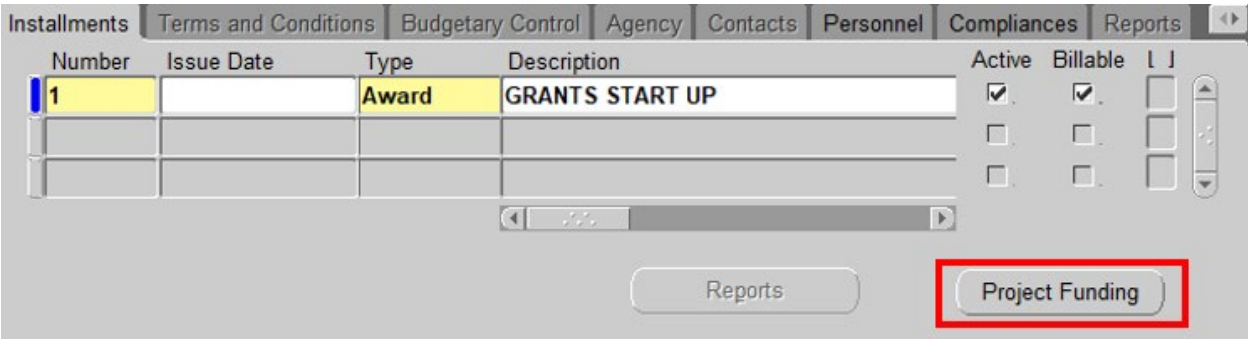 Installments Terms and Conditions Budgetary Control Agency Contacts Personnel Compliances Reports
Number Issue Date Type Description Active Billable [ ]
1 Award GRANTS START UP
Reports Project Funding